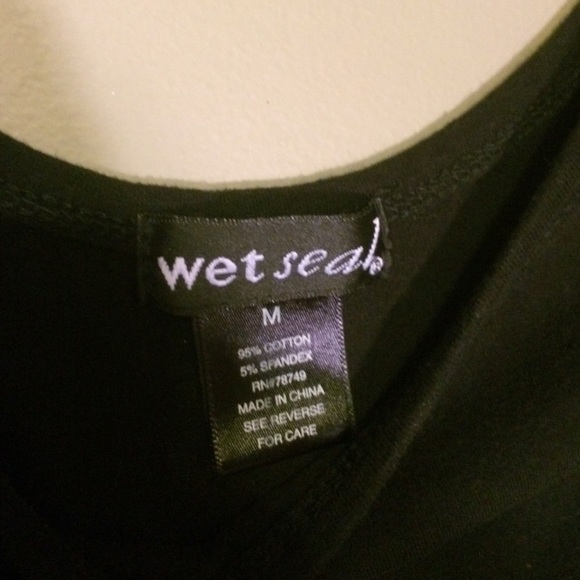 wet seal®
M
95% COTTON
5% SPANDEX
RN#78749
MADE IN CHINA
SEE REVERSE
FOR CARE